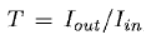 T = I_{out}/I_{in}